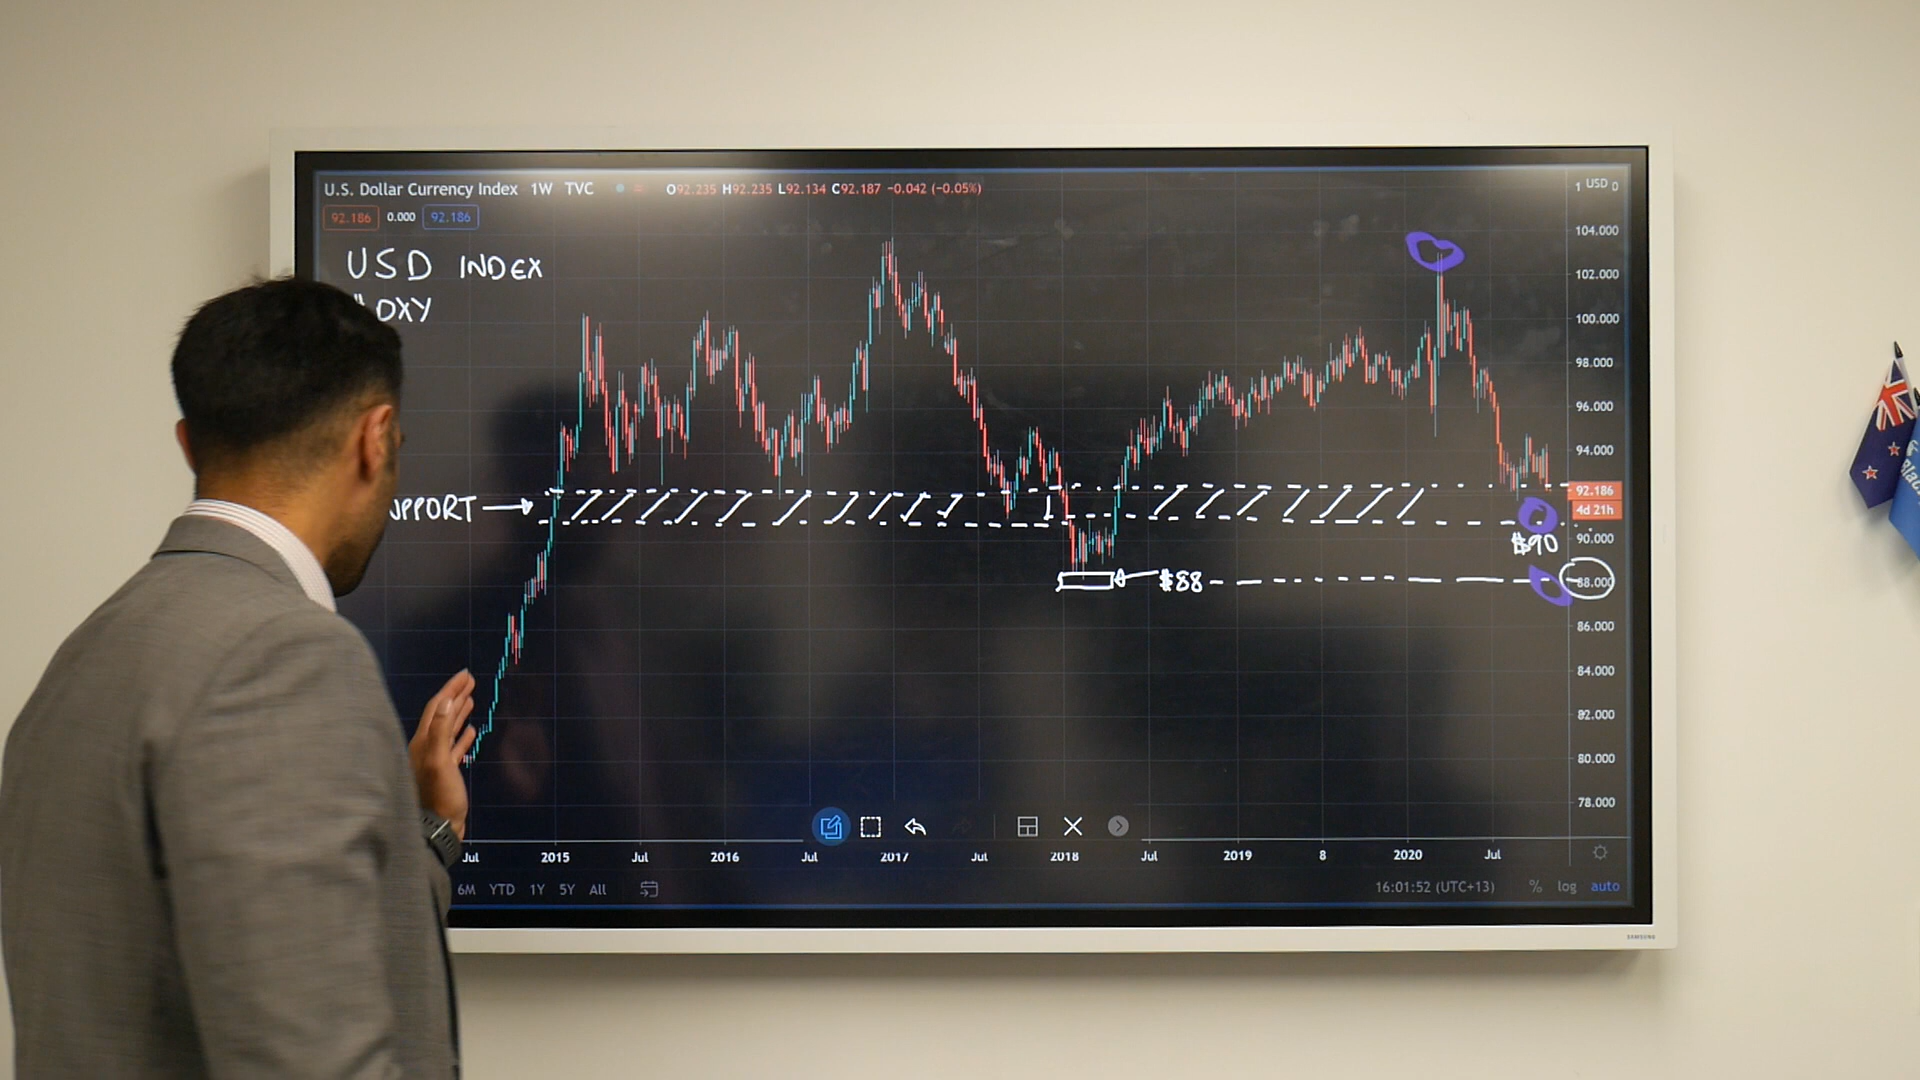 U.S. Dollar Currency Index 1W TVC O92.235 H92.235 L92.134 C92.187 −0.042 (−0.05%)
USD
92.186 0.000 92.186
USD INDEX
DXY
104.000
102.000
100.000
98.000
96.000
94.000
92.186
4d 21h
UPPORT
90.000
$90
$88
88.000
86.000
84.000
82.000
80.000
78.000
Jul 2015 Jul 2016 Jul 2017 Jul 2018 Jul 2019 8 2020 Jul
6M YTD 1Y 5Y All 16:01:52 (UTC+13) % log auto
SAMSUNG